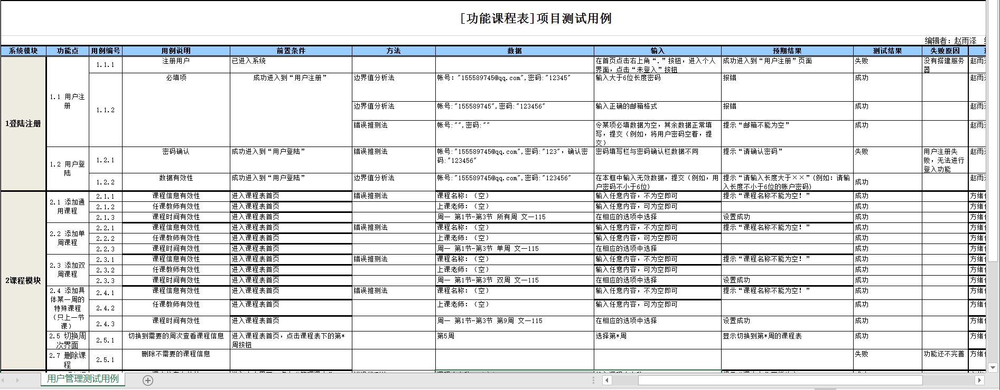 [功能课程表]项目测试用例
编辑者：赵雨泽
系统模块 功能点 用例编号 用例说明 前置条件 方法 数据 输入 预期结果 测试结果 失败原因
1登陆注册
1.1 用户注
册
1.1.1 注册用户 已进入系统 在首页点击右上角“.”按钮，进入个人 成功进入到“用户注册”页面 失败 没有搭建服务 赵雨
界面，点击“未登入”按钮 器
1.1.2 必填项 成功进入到“用户注册” 边界值分析法 帐号："155589745@qq.com",密码:"12345" 输入大于6位长度密码 报错 成功 赵雨
边界值分析法 帐号:"155589745",密码:"123456" 输入正确的邮箱格式 报错 成功 赵雨
错误推测法 帐号:"",密码:"" 令某项必填数据为空，其余数据正常填 提示“邮箱不能为空” 成功 赵雨
写，提交（例如，将用户密码空着，提
交）
1.2 用户登
陆
1.2.1 密码确认 成功进入到“用户登陆” 错误推测法 帐号:"155589745@qq.com",密码:"123"，确认密 密码填写栏与密码确认栏数据不同 提示“请确认密码” 失败 用户注册失 赵雨
码:"123456" 败，无法进行
登入功能
1.2.2 数据有效性 成功进入到“用户登陆” 边界值分析法 帐号:"155589745@qq.com",密码:"123456" 在本框中输入无效数据，提交（例如，用 提示“请输入长度大于××”(例如：请输 成功 赵雨
户密码不小于6位) 入长度不小于6位的账户密码)
2课程模块
2.1 添加通
用课程
2.1.1 课程信息有效性 进入课程表首页 错误推测法 课程名称：（空） 输入任意内容，不为空即可 提示“课程名称不能为空！” 成功 方绪
2.1.2 任课教师有效性 进入课程表首页 上课老师：（空） 输入任意内容，可为空即可 成功 方绪
2.1.3 课程时间有效性 进入课程表首页 周一 第1节-第3节 所有周 文一115 在相应的选项中选择 设置成功 成功 方绪
2.2 添加单
周课程
2.2.1 课程信息有效性 进入课程表首页 错误推测法 课程名称：（空） 输入任意内容，不为空即可 提示“课程名称不能为空！” 成功 方绪
2.2.2 任课教师有效性 进入课程表首页 上课老师：（空） 输入任意内容，可为空即可 成功 方绪
2.2.3 课程时间有效性 进入课程表首页 周一 第1节-第3节 单周 文一115 在相应的选项中选择 成功 方绪
2.3 添加双
周课程
2.3.1 课程信息有效性 进入课程表首页 错误推测法 课程名称：（空） 输入任意内容，不为空即可 提示“课程名称不能为空！” 成功 方绪
2.3.2 任课教师有效性 进入课程表首页 上课老师：（空） 输入任意内容，可为空即可 成功 方绪
2.3.3 课程时间有效性 进入课程表首页 周一 第1节-第3节 双周 文一115 在相应的选项中选择 设置成功 成功 方绪
2.4 添加具
体某一周的
特殊课程
（只上一节
课）
2.4.1 课程信息有效性 进入课程表首页 错误推测法 课程名称：（空） 输入任意内容，不为空即可 提示“课程名称不能为空！” 成功 方绪
2.4.2 任课教师有效性 进入课程表首页 上课老师：（空） 输入任意内容，可为空即可 成功 方绪
2.4.3 课程时间有效性 进入课程表首页 周一 第1节-第3节 第9周 文一115 在相应的选项中选择 设置成功 成功 方绪
2.5 切换周
次界面
2.5.1 切换到需要的周次查看课程信息 进入课程表首页，点击课程表下的第* 第5周 选择第*周 显示切换到第*周的课程表 成功 方绪
周按钮
2.7 删除课
程
2.5.1 删除不需要的课程信息 失败 功能还不完善 方绪
用户管理测试用例